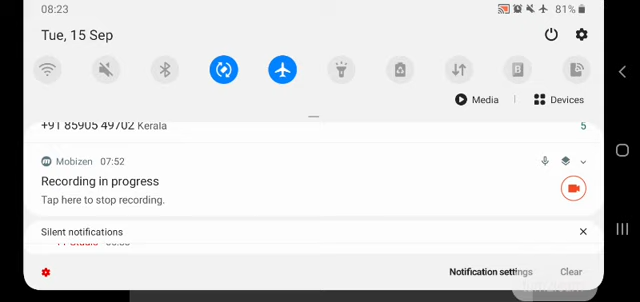 08:23
81%
Tue, 15 Sep
Media
Devices
+91 85905 49702 Kerala
5
Mobizen 07:52
Recording in progress
Tap here to stop recording.
Silent notifications
Studio
Notification settings
Clear